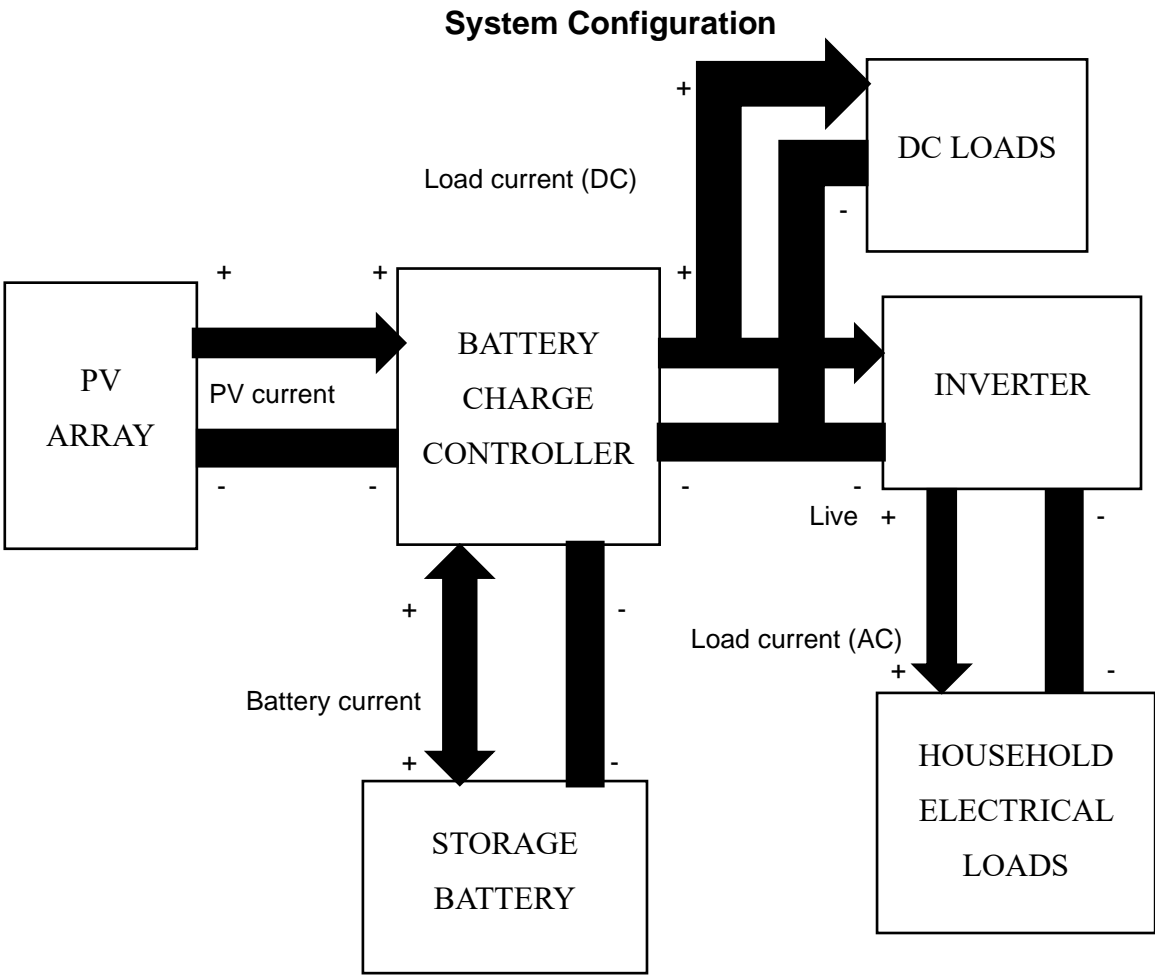 System Configuration
+
DC LOADS
Load current (DC)
-
+ + +
PV
ARRAY
PV current
BATTERY
CHARGE
CONTROLLER
INVERTER
- - - -
Live + -
+ -
Load current (AC)
+ -
Battery current
+ -
STORAGE
BATTERY
HOUSEHOLD
ELECTRICAL
LOADS